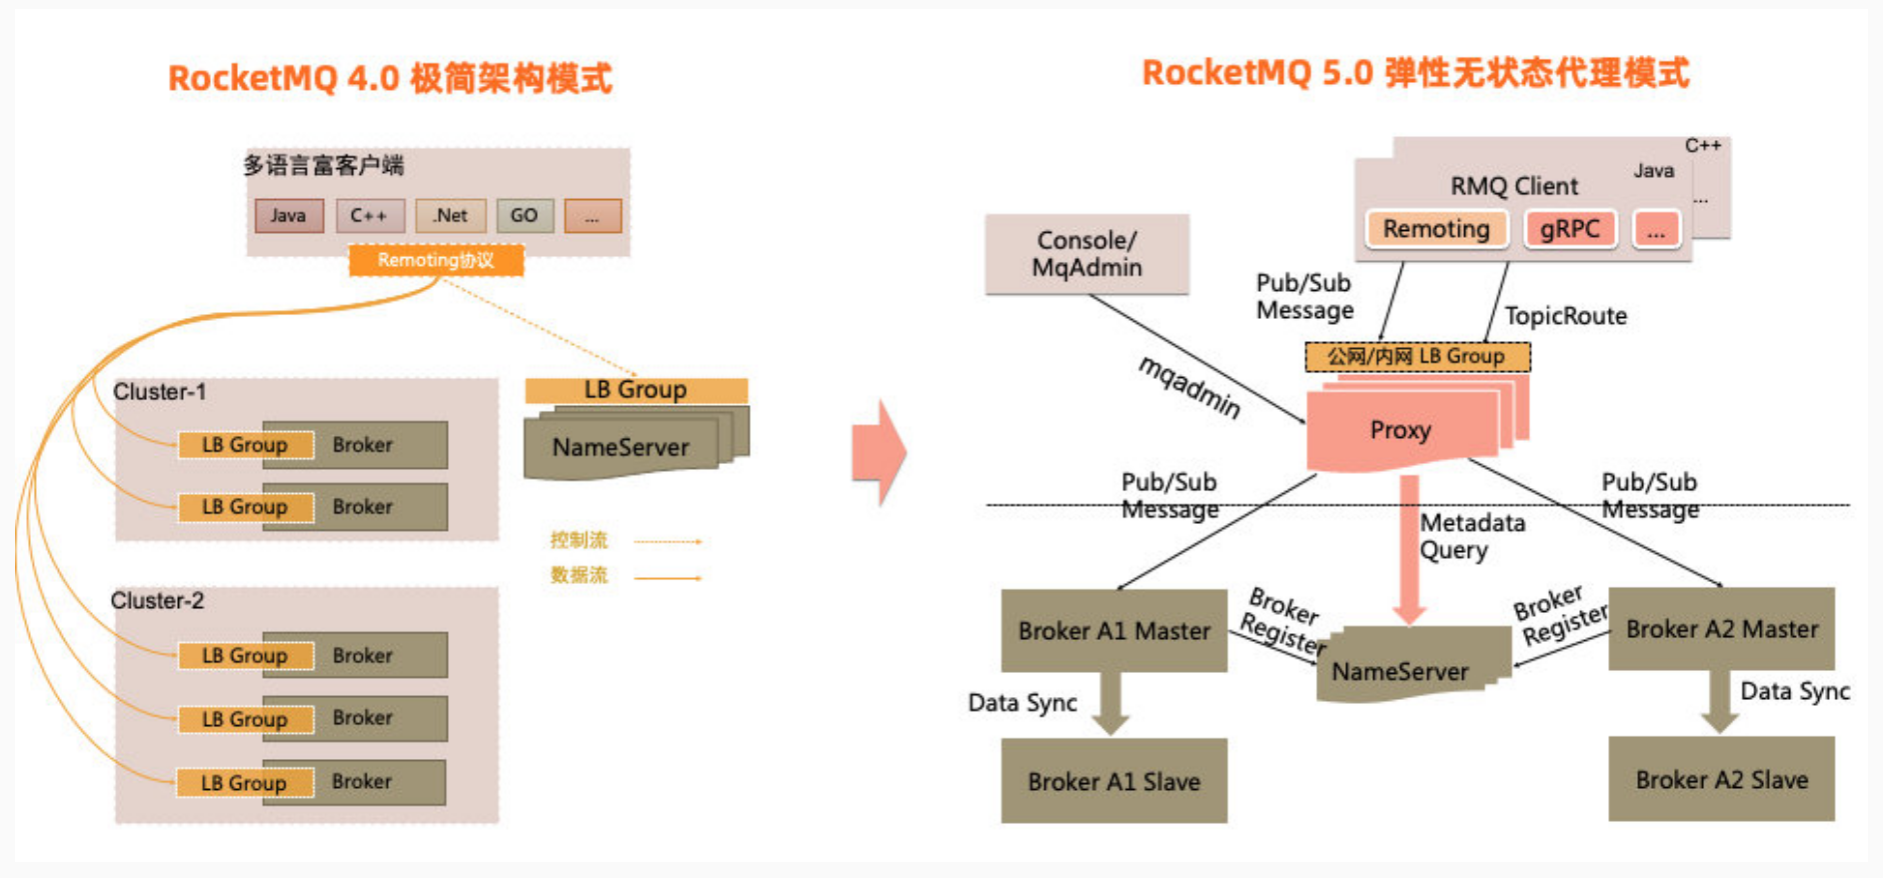 RocketMQ 4.0 极简架构模式
多语言富客户端
Java
C++
.Net
GO
...
Remoting协议
Cluster-1
LB Group
Broker
LB Group
Broker
LB Group
NameServer
控制流
数据流
Cluster-2
LB Group
Broker
LB Group
Broker
LB Group
Broker
RocketMQ 5.0 弹性无状态代理模式
C++
Java
...
RMQ Client
Remoting
gRPC
...
Console/
MqAdmin
Pub/Sub
Message
TopicRoute
公网/内网 LB Group
mqadmin
Proxy
Pub/Sub
Message
Metadata
Query
Pub/Sub
Message
Broker A1 Master
Broker
Register
NameServer
Broker
Register
Broker A2 Master
Data Sync
Data Sync
Broker A1 Slave
Broker A2 Slave